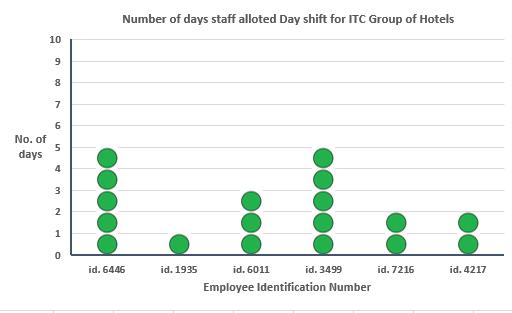 Number of days staff alloted Day shift for ITC Group of Hotels
10
9
8
7
6
5
4
3
2
1
0
No. of
days
id. 6446 id. 1935 id. 6011 id. 3499 id. 7216 id. 4217
Employee Identification Number